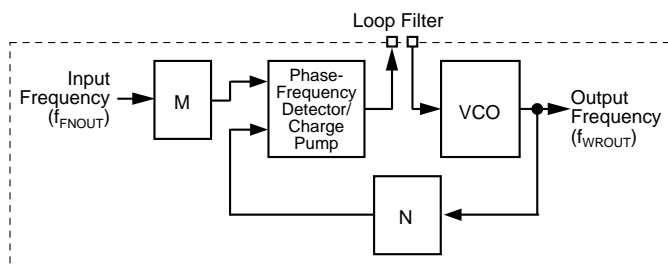 Loop Filter
Input
Frequency
(fFNOUT)
M
Phase-
Frequency
Detector/
Charge
Pump
VCO
Output
Frequency
(fWROUT)
N